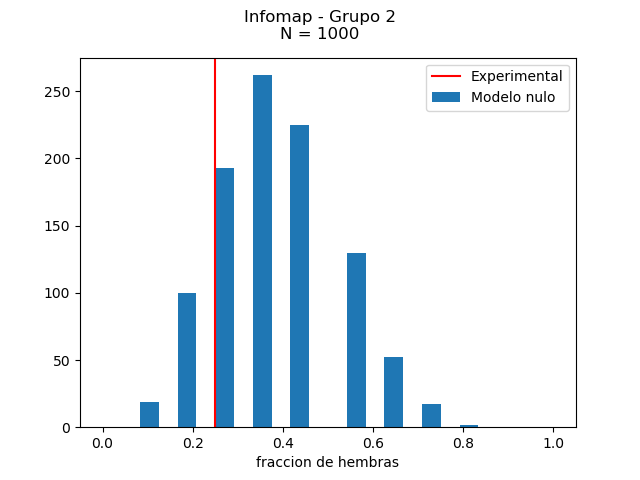 Infomap - Grupo 2
N = 1000
Experimental
Modelo nulo
250
200
150
100
50
0
0.0 0.2 0.4 0.6 0.8 1.0
fraccion de hembras